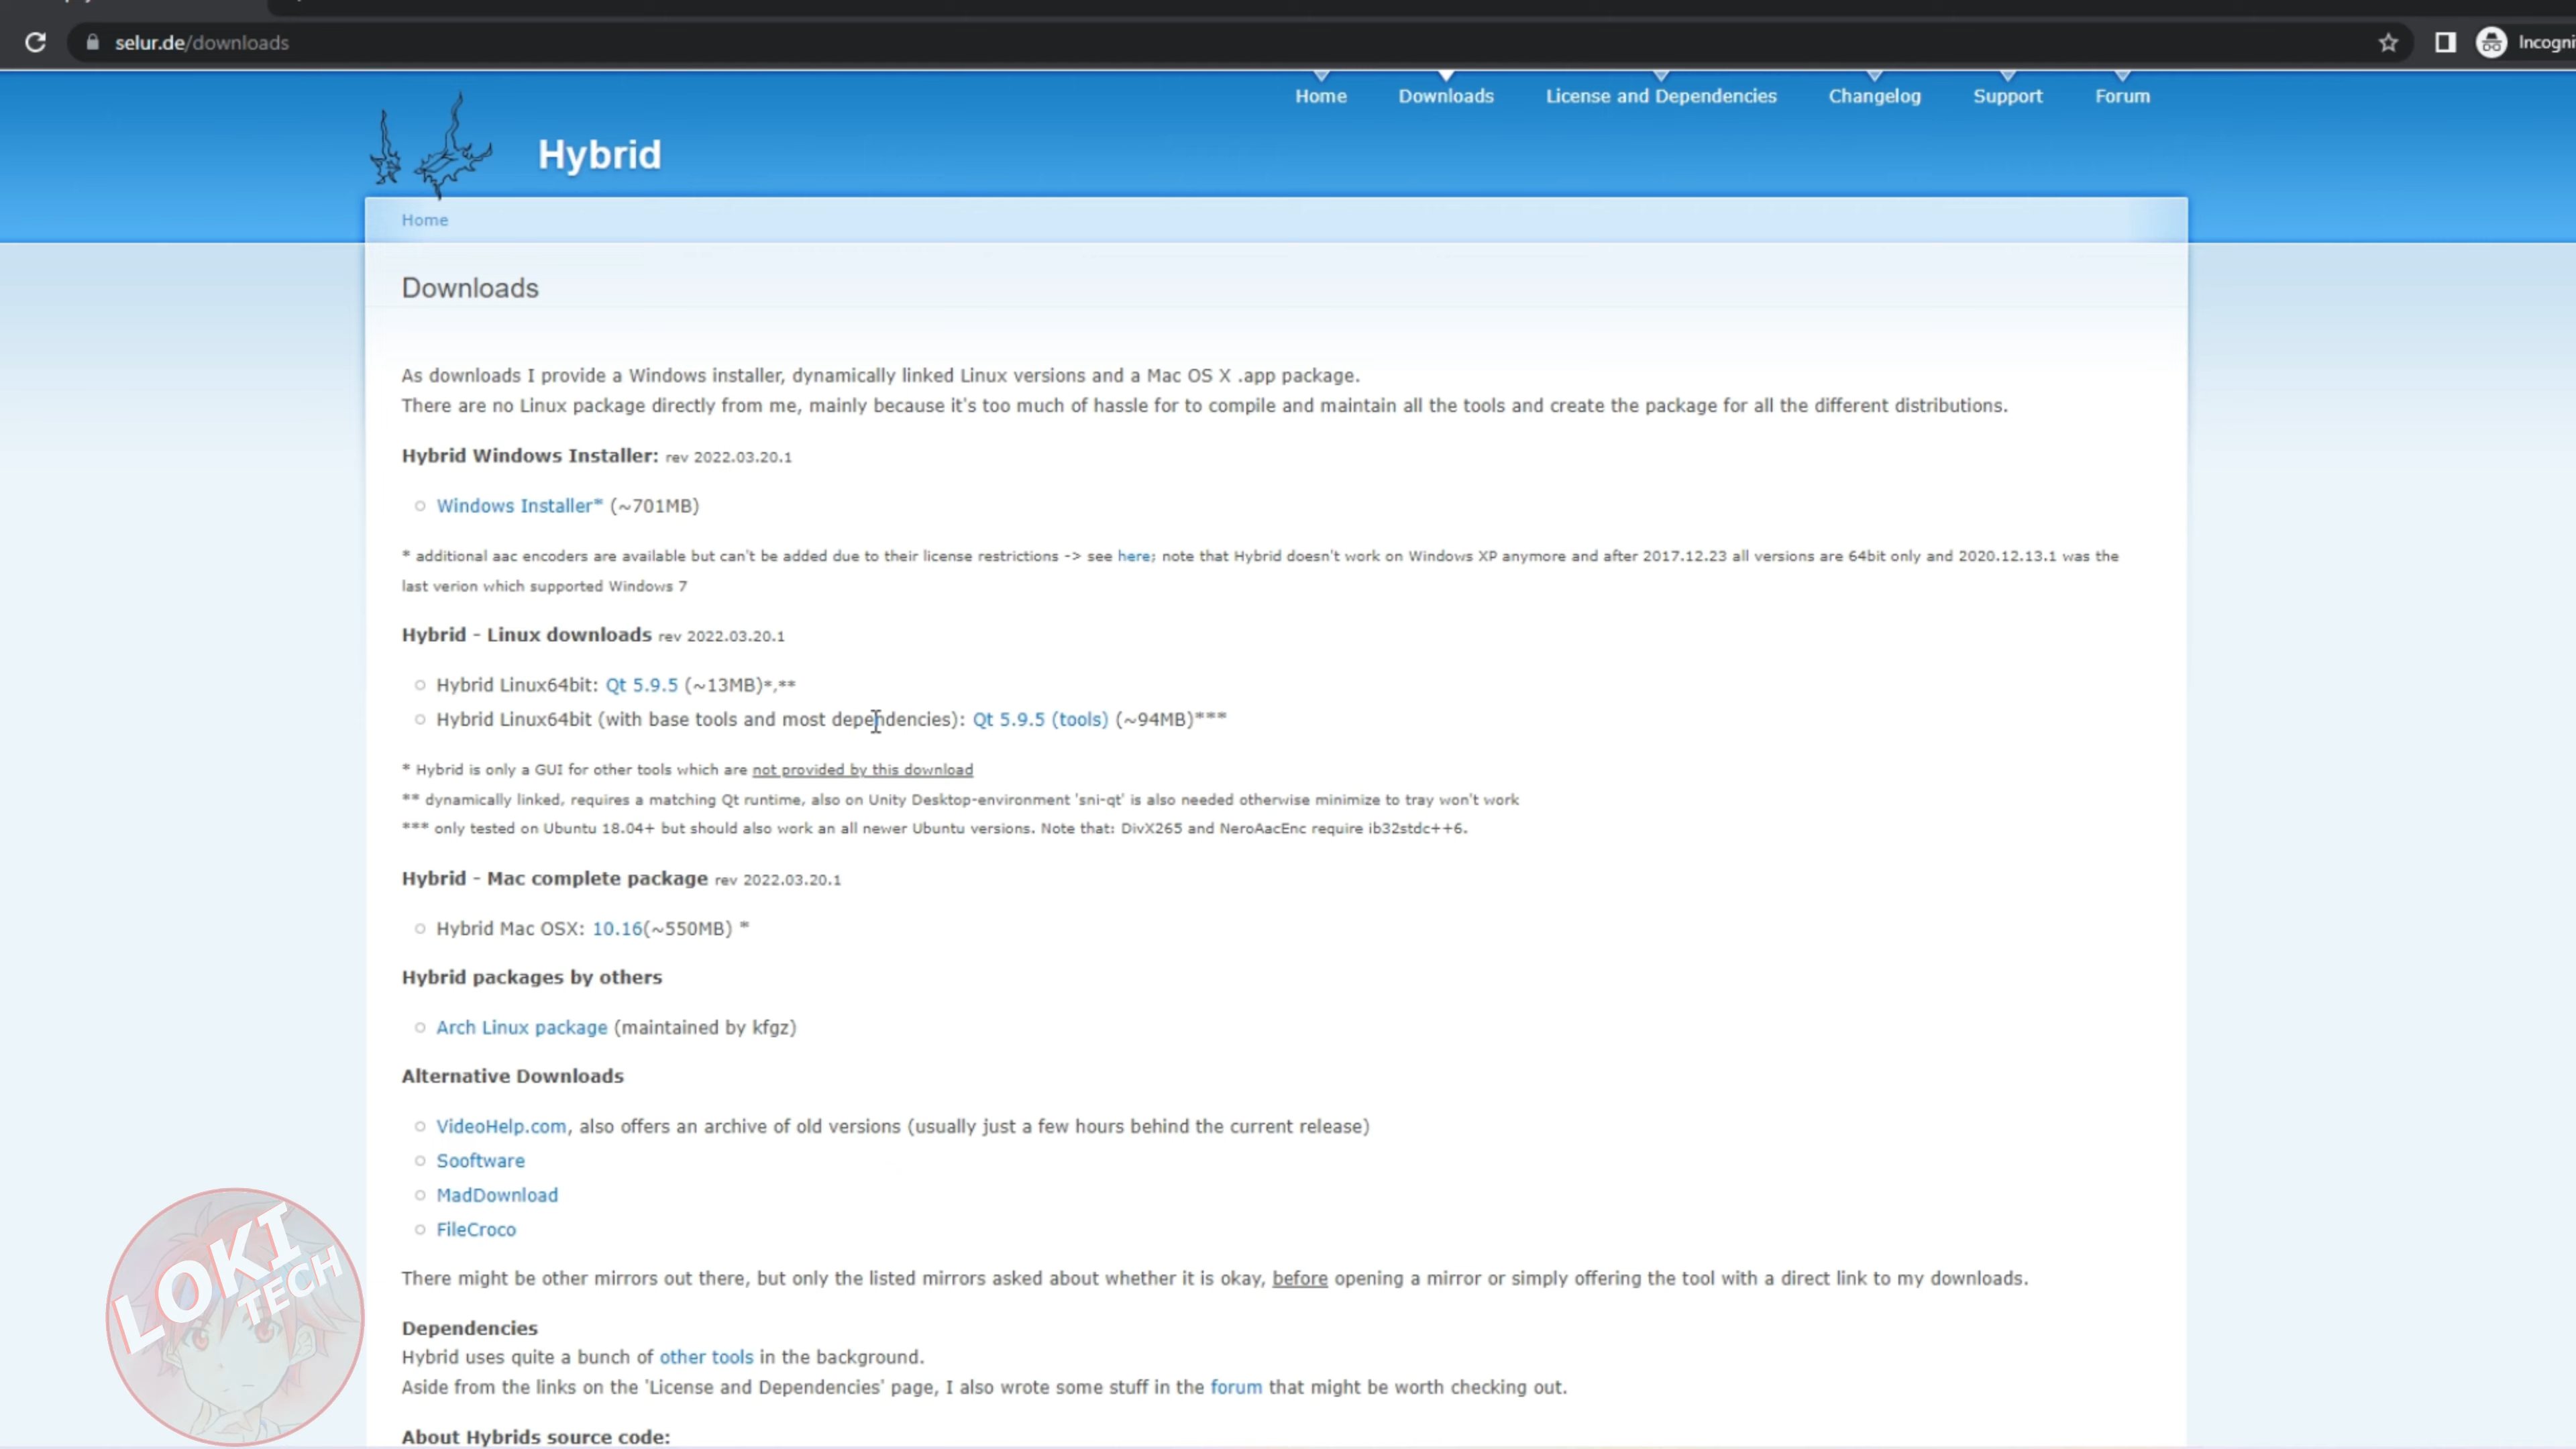 selur.de/downloads
Incogni
Home
Downloads
License and Dependencies
Changelog
Support
Forum
Hybrid
Home
Downloads
As downloads I provide a Windows installer, dynamically linked Linux versions and a Mac OS X .app package.
There are no Linux package directly from me, mainly because it's too much of hassle for to compile and maintain all the tools and create the package for all the different distributions.
Hybrid Windows Installer: rev 2022.03.20.1
Windows Installer* (~701MB)
* additional aac encoders are available but can't be added due to their license restrictions -> see here; note that Hybrid doesn't work on Windows XP anymore and after 2017.12.23 all versions are 64bit only and 2020.12.13.1 was the
last verion which supported Windows 7
Hybrid - Linux downloads rev 2022.03.20.1
Hybrid Linux64bit: Qt 5.9.5 (~13MB)*,**
Hybrid Linux64bit (with base tools and most dependencies): Qt 5.9.5 (tools) (~94MB)***
* Hybrid is only a GUI for other tools which are not provided by this download
** dynamically linked, requires a matching Qt runtime, also on Unity Desktop-environment 'sni-qt' is also needed otherwise minimize to tray won't work
*** only tested on Ubuntu 18.04+ but should also work an all newer Ubuntu versions. Note that: DivX265 and NeroAacEnc require ib32stdc++6.
Hybrid - Mac complete package rev 2022.03.20.1
Hybrid Mac OSX: 10.16(~550MB) *
Hybrid packages by others
Arch Linux package (maintained by kfgz)
Alternative Downloads
VideoHelp.com, also offers an archive of old versions (usually just a few hours behind the current release)
Sooftware
MadDownload
FileCroco
There might be other mirrors out there, but only the listed mirrors asked about whether it is okay, before opening a mirror or simply offering the tool with a direct link to my downloads.
Dependencies
Hybrid uses quite a bunch of other tools in the background.
Aside from the links on the 'License and Dependencies' page, I also wrote some stuff in the forum that might be worth checking out.
About Hybrids source code:
LOKI
TECH